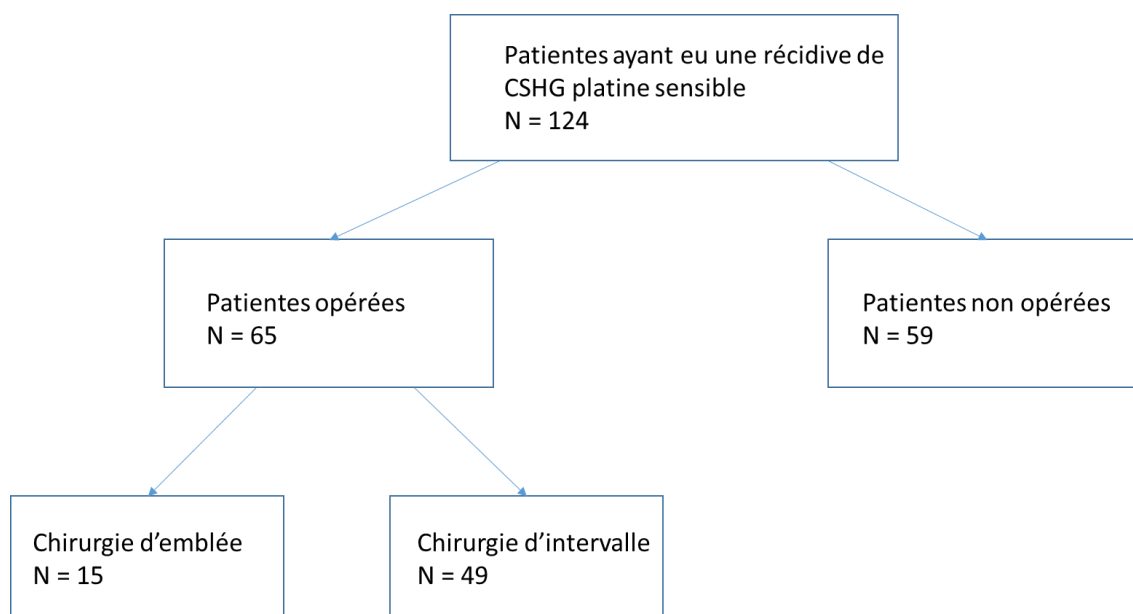 Patientes ayant eu une récidive de
CSHG platine sensible
N = 124
Patientes opérées
N = 65
Patientes non opérées
N = 59
Chirurgie d'emblée
N = 15
Chirurgie d'intervalle
N = 49